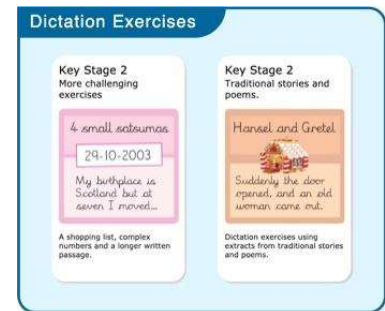 Dictation Exercises
Key Stage 2
More challenging
exercises
4 small satsumas
29-10-2003
My birthplace is
Scotland but at
seven I moved...
A shopping list, complex
numbers and a longer written
passage.
Key Stage 2
Traditional stories and
poems.
Hansel and Gretel
Suddenly the door
opened, and an old
woman came out.
Dictation exercises using
extracts from traditional stories
and poems.